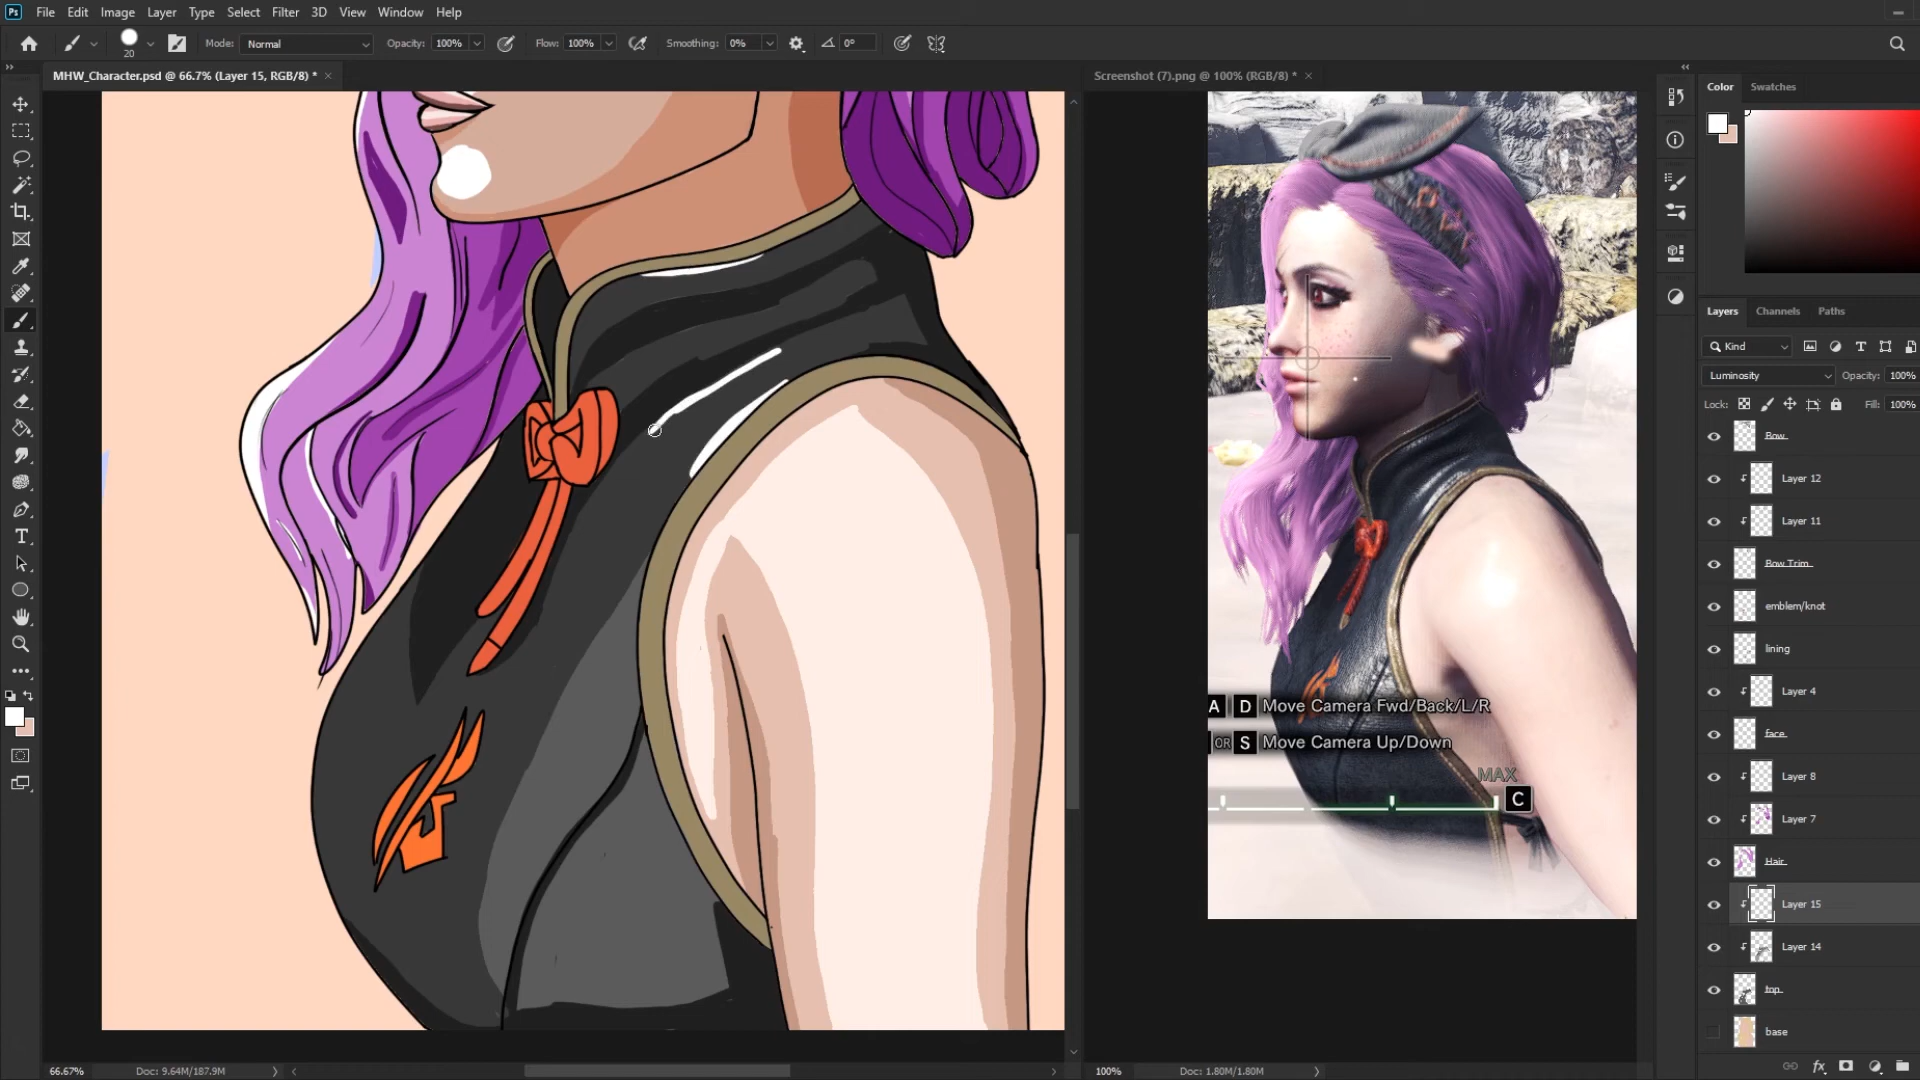 Ps File Edit Image Layer Type Select Filter 3D View Window Help
20 Mode: Normal Opacity: 100% Flow: 100% Smoothing: 0% 0°
MHW_Character.psd @ 66.7% (Layer 15, RGB/8) *
Screenshot (7).png @ 100% (RGB/8) *
Color Swatches
Layers Channels Paths
Kind
Luminosity Opacity: 100%
Lock: Fill: 100%
Bow
Layer 12
Layer 11
Bow Trim
emblem/knot
lining
Layer 4
face
Layer 8
Layer 7
Hair
Layer 15
Layer 14
top
base
A D Move Camera Fwd/Back/L/R
OR S Move Camera Up/Down
MAX
C
66.67% Doc: 9.64M/187.9M
100% Doc: 1.80M/1.80M